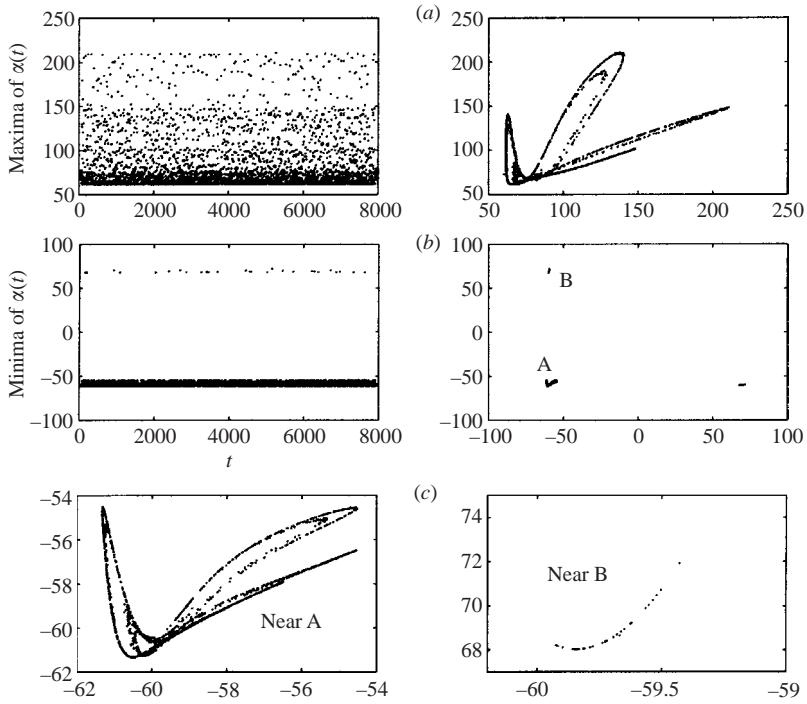 (a)
Maxima of α(t)
250
200
150
100
50
0 2000 4000 6000 8000
250
200
150
100
50
50 100 150 200 250
(b)
Minima of α(t)
100
50
0
–50
–100
0 2000 4000 6000 8000
t
100
50
0
–50
–100
B
A
–100 –50 0 50 100
(c)
–54
–56
–58
–60
–62
Near A
–62 –60 –58 –56 –54
74
72
70
68
Near B
–60 –59.5 –59